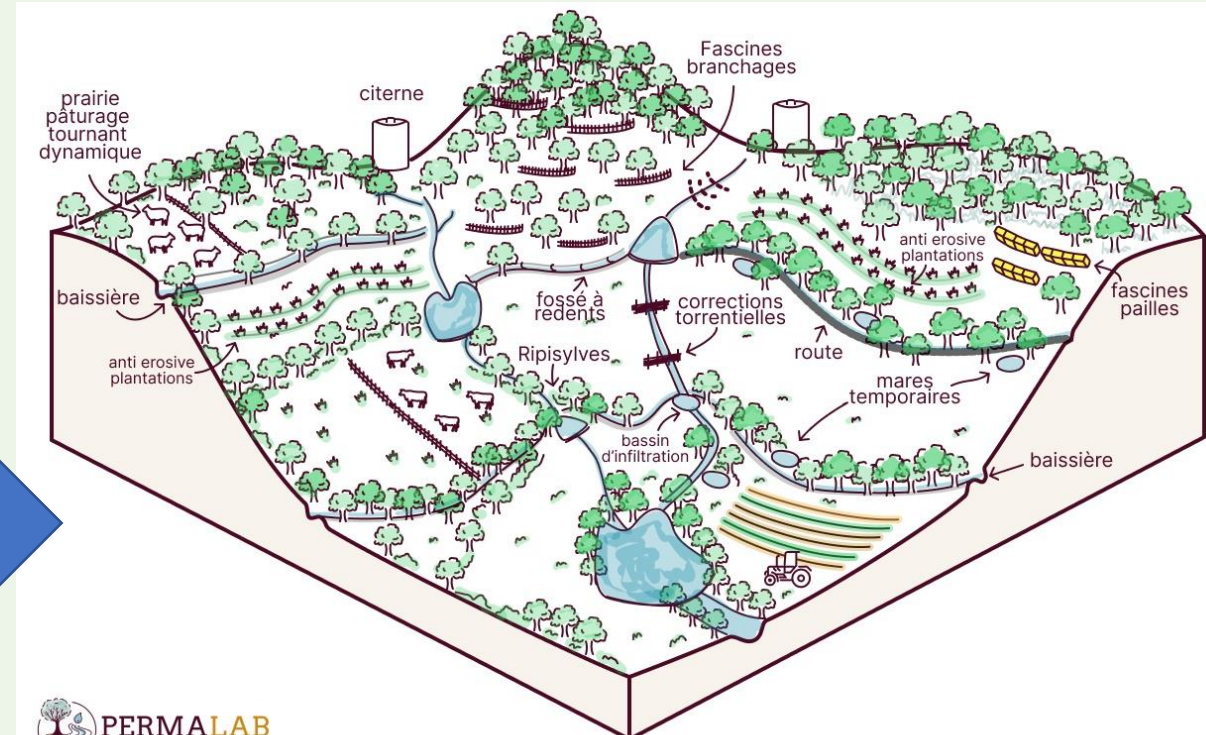 Fascines
branchages
citerne
prairie
pâturage
tournant
dynamique
anti erosive
plantations
fascines
pailles
baissière
fossé à
redents
corrections
torrentielles
route
anti erosive
plantations
Ripisylves
mares
temporaires
bassin
d'infiltration
baissière
PERMALAB